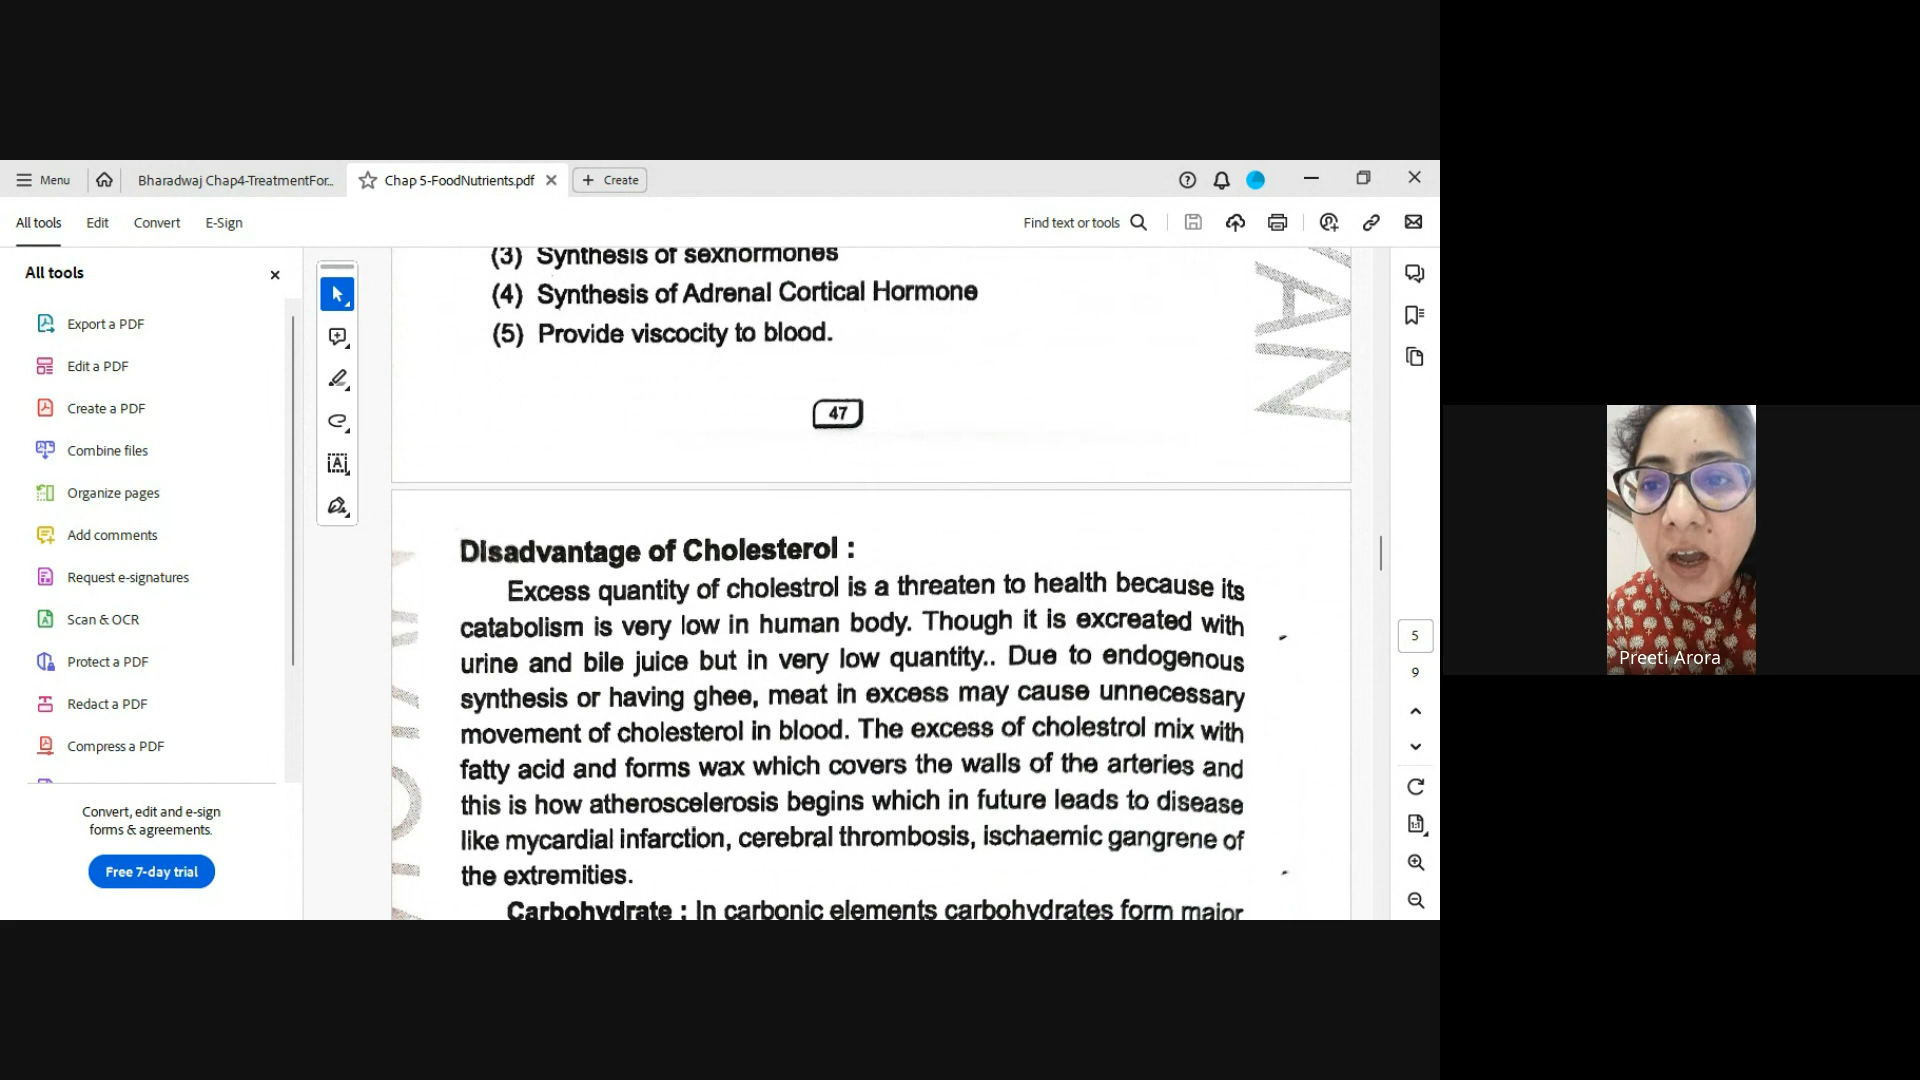 Menu
Bharadwaj Chap4-TreatmentFor...
Chap 5-FoodNutrients.pdf
Create
All tools
Edit
Convert
E-Sign
Find text or tools
All tools
Export a PDF
Edit a PDF
Create a PDF
Combine files
Organize pages
Add comments
Request e-signatures
Scan & OCR
Protect a PDF
Redact a PDF
Compress a PDF
Convert, edit and e-sign
forms & agreements.
Free 7-day trial
(3) Synthesis of sexhormones
(4) Synthesis of Adrenal Cortical Hormone
(5) Provide viscocity to blood.
47
Disadvantage of Cholesterol :
Excess quantity of cholestrol is a threaten to health because its
catabolism is very low in human body. Though it is excreated with
urine and bile juice but in very low quantity.. Due to endogenous
synthesis or having ghee, meat in excess may cause unnecessary
movement of cholesterol in blood. The excess of cholestrol mix with
fatty acid and forms wax which covers the walls of the arteries and
this is how atheroscelerosis begins which in future leads to disease
like mycardial infarction, cerebral thrombosis, ischaemic gangrene of
the extremities.
Carbohydrate : In carbonic elements carbohydrates form major
5
9
Preeti Arora